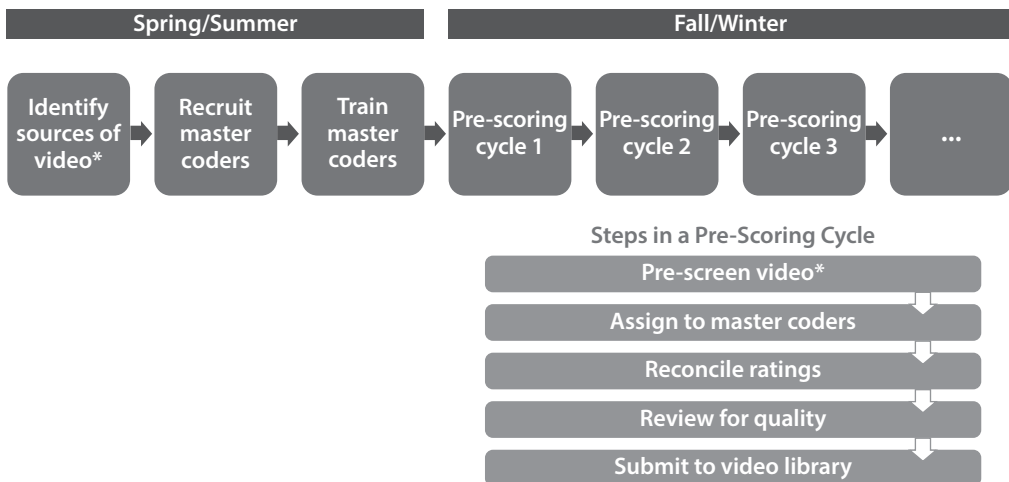 Spring/Summer
Fall/Winter
Identify
sources of
video*
Recruit
master
coders
Train
master
coders
Pre-scoring
cycle 1
Pre-scoring
cycle 2
Pre-scoring
cycle 3
...
Steps in a Pre-Scoring Cycle
Pre-screen video*
Assign to master coders
Reconcile ratings
Review for quality
Submit to video library